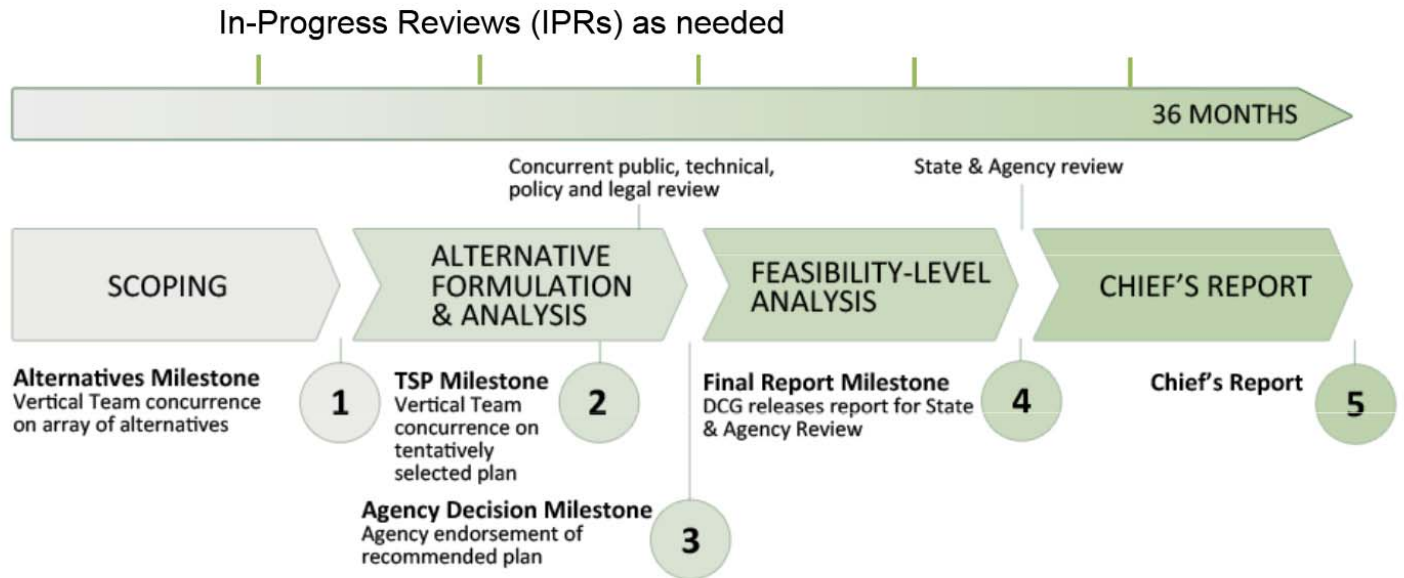 In-Progress Reviews (IPRs) as needed
36 MONTHS
Concurrent public, technical,
policy and legal review
State & Agency review
SCOPING
ALTERNATIVE
FORMULATION
& ANALYSIS
FEASIBILITY-LEVEL
ANALYSIS
CHIEF'S REPORT
Alternatives Milestone
Vertical Team concurrence
on array of alternatives
1
TSP Milestone
Vertical Team
concurrence on
tentatively
selected plan
2
Agency Decision Milestone
Agency endorsement of
recommended plan
3
Final Report Milestone
DCG releases report for State
& Agency Review
4
Chief's Report
5